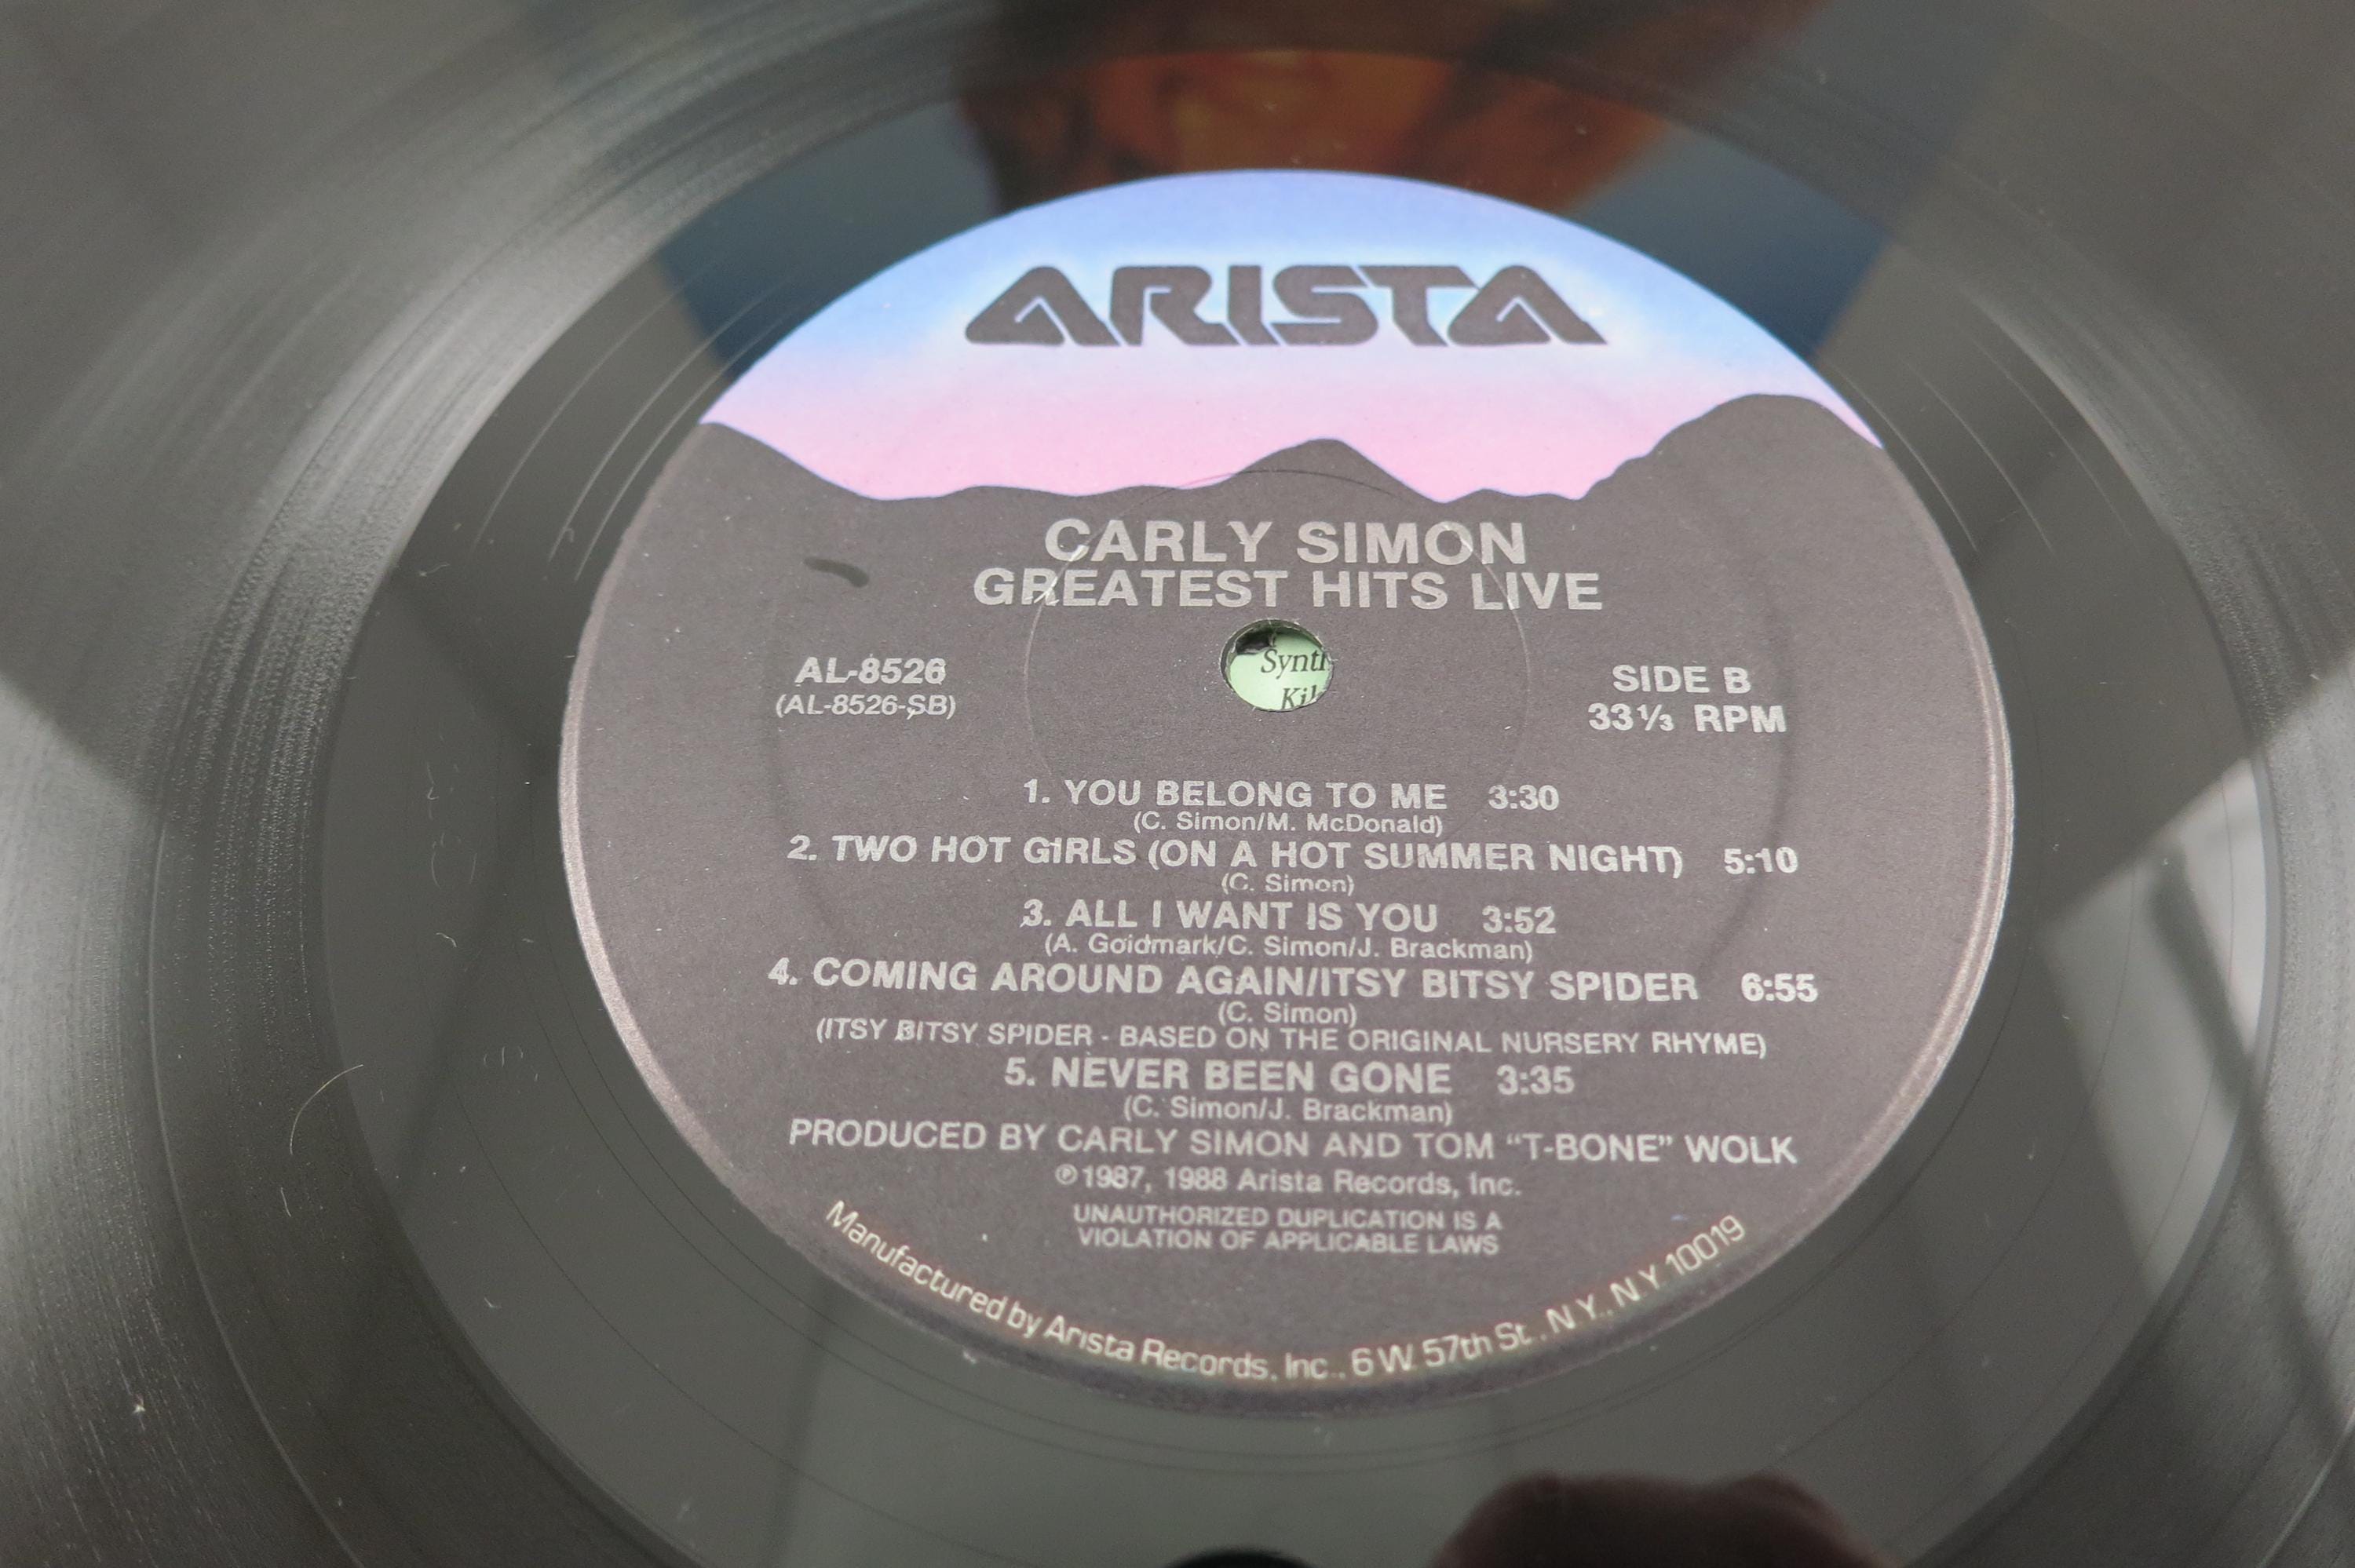 ARISTA
CARLY SIMON
GREATEST HITS LIVE
AL-8526
(AL-8526-SB)
SIDE B
33⅓ RPM
1. YOU BELONG TO ME 3:30
(C. Simon/M. McDonald)
2. TWO HOT GIRLS (ON A HOT SUMMER NIGHT) 5:10
(C. Simon)
3. ALL I WANT IS YOU 3:52
(A. Goldmark/C. Simon/J. Brackman)
4. COMING AROUND AGAIN/ITSY BITSY SPIDER 6:55
(C. Simon)
(ITSY BITSY SPIDER - BASED ON THE ORIGINAL NURSERY RHYME)
5. NEVER BEEN GONE 3:35
(C. Simon/J. Brackman)
PRODUCED BY CARLY SIMON AND TOM “T-BONE” WOLK
℗1987, 1988 Arista Records, Inc.
UNAUTHORIZED DUPLICATION IS A
VIOLATION OF APPLICABLE LAWS
Manufactured by Arista Records, Inc., 6 W. 57th St., N.Y., N.Y. 10019